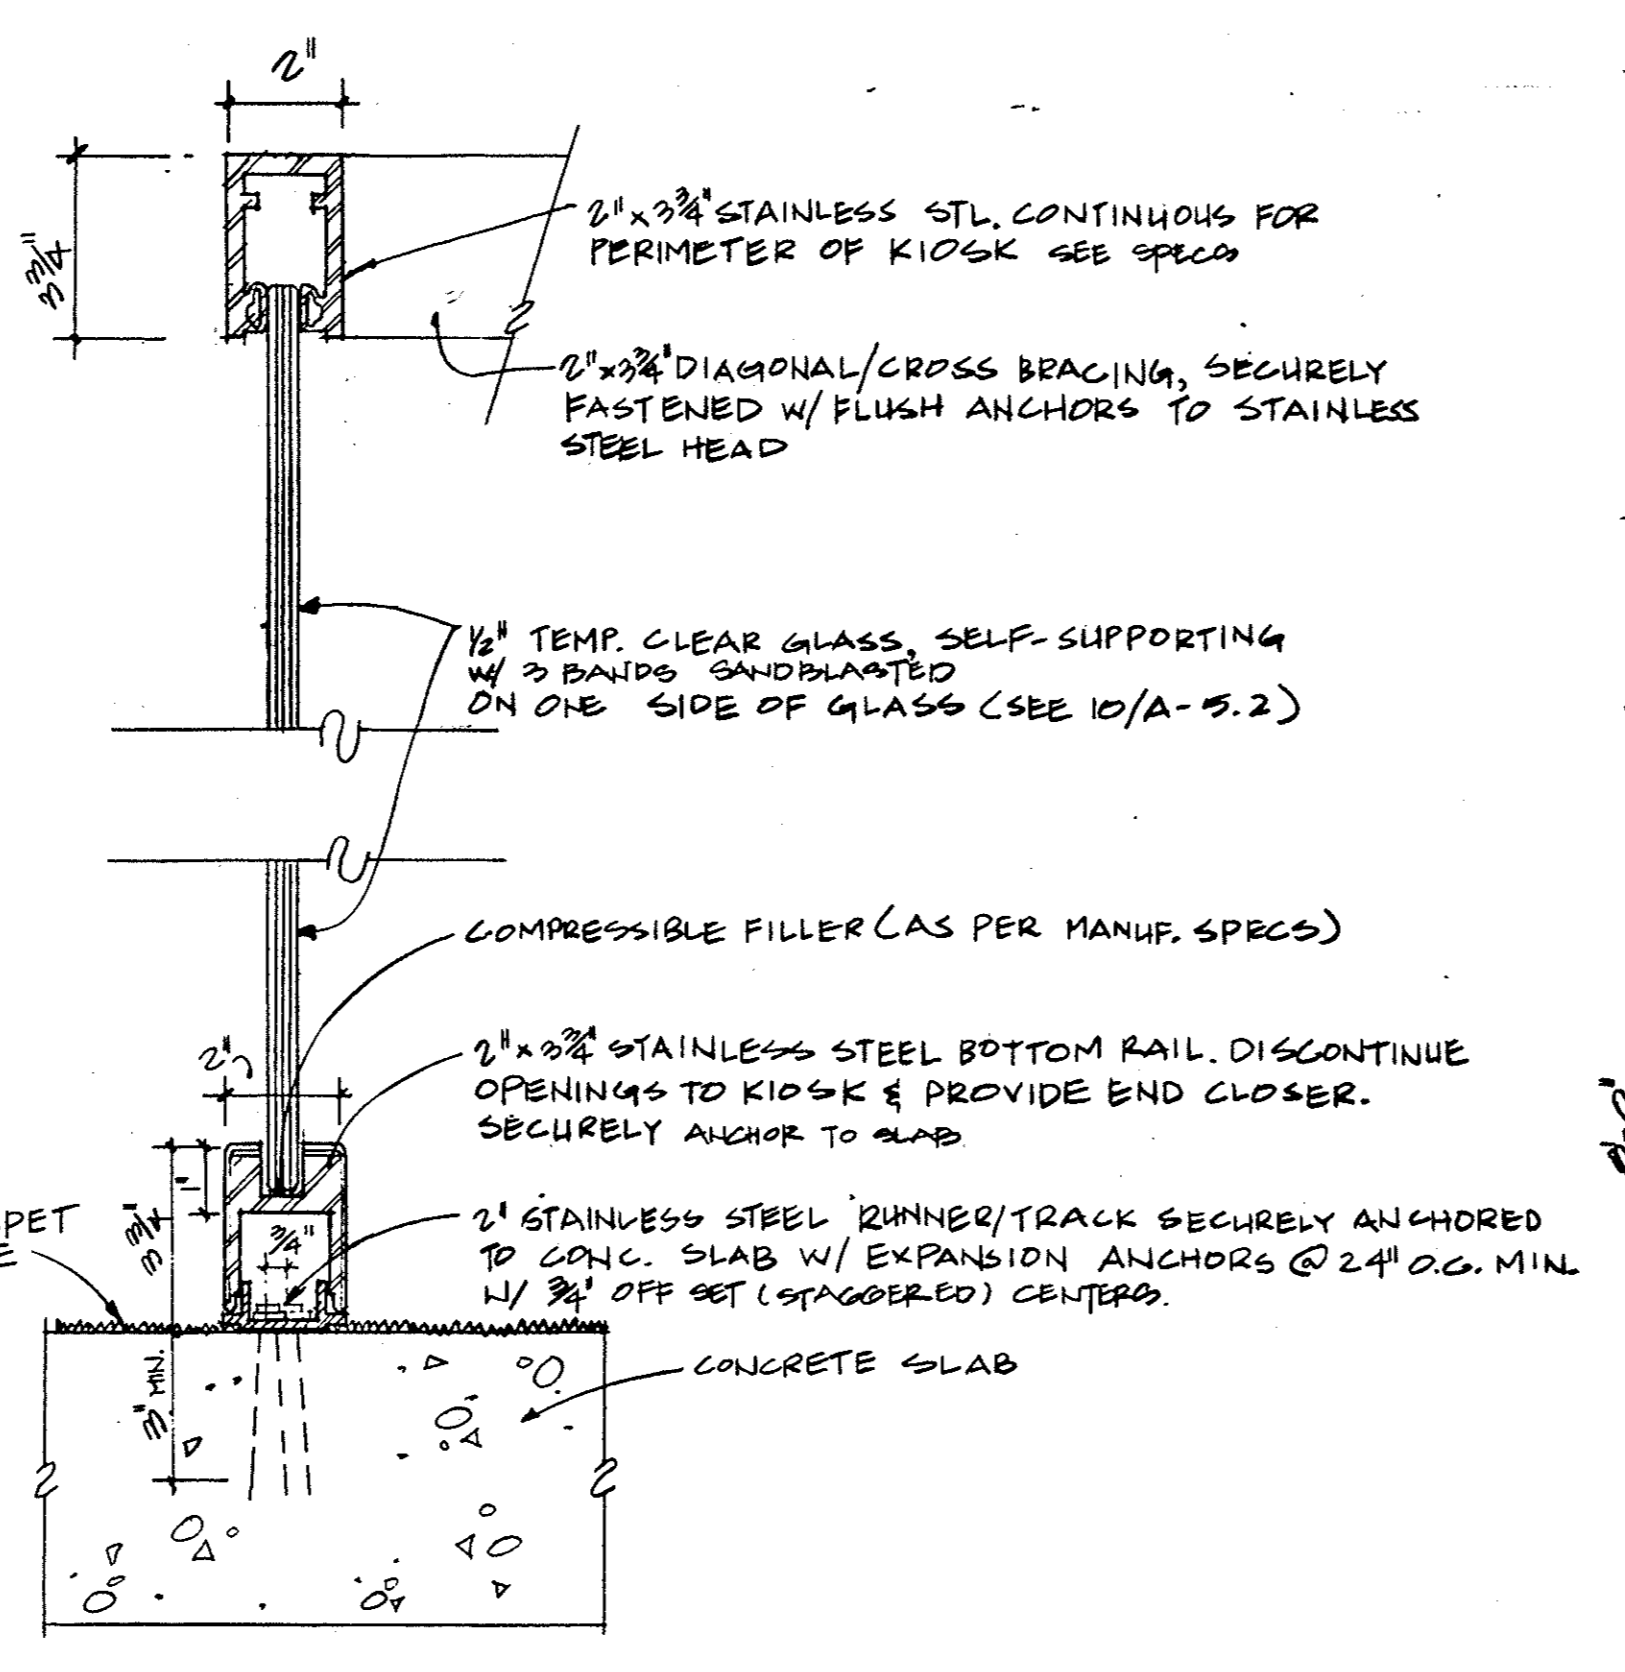 2"
3 3/4"
2"x3¾" STAINLESS STL. CONTINUOUS FOR
PERIMETER OF KIOSK SEE SPECS
2"x3¾" DIAGONAL/CROSS BRACING, SECURELY
FASTENED W/ FLUSH ANCHORS TO STAINLESS
STEEL HEAD
½" TEMP. CLEAR GLASS, SELF-SUPPORTING
W/ 3 BANDS SANDBLASTED
ON ONE SIDE OF GLASS (SEE 10/A-5.2)
COMPRESSIBLE FILLER (AS PER MANUF. SPECS)
2"
2"x3¾" STAINLESS STEEL BOTTOM RAIL. DISCONTINUE
OPENINGS TO KIOSK & PROVIDE END CLOSER.
SECURELY ANCHOR TO SLAB
1"
3 3/4"
PET
E
¾"
2" STAINLESS STEEL RUNNER/TRACK SECURELY ANCHORED
TO CONC. SLAB W/ EXPANSION ANCHORS @ 24" O.C. MIN.
W/ ¾" OFF SET (STAGGERED) CENTERS.
3" MIN.
CONCRETE SLAB